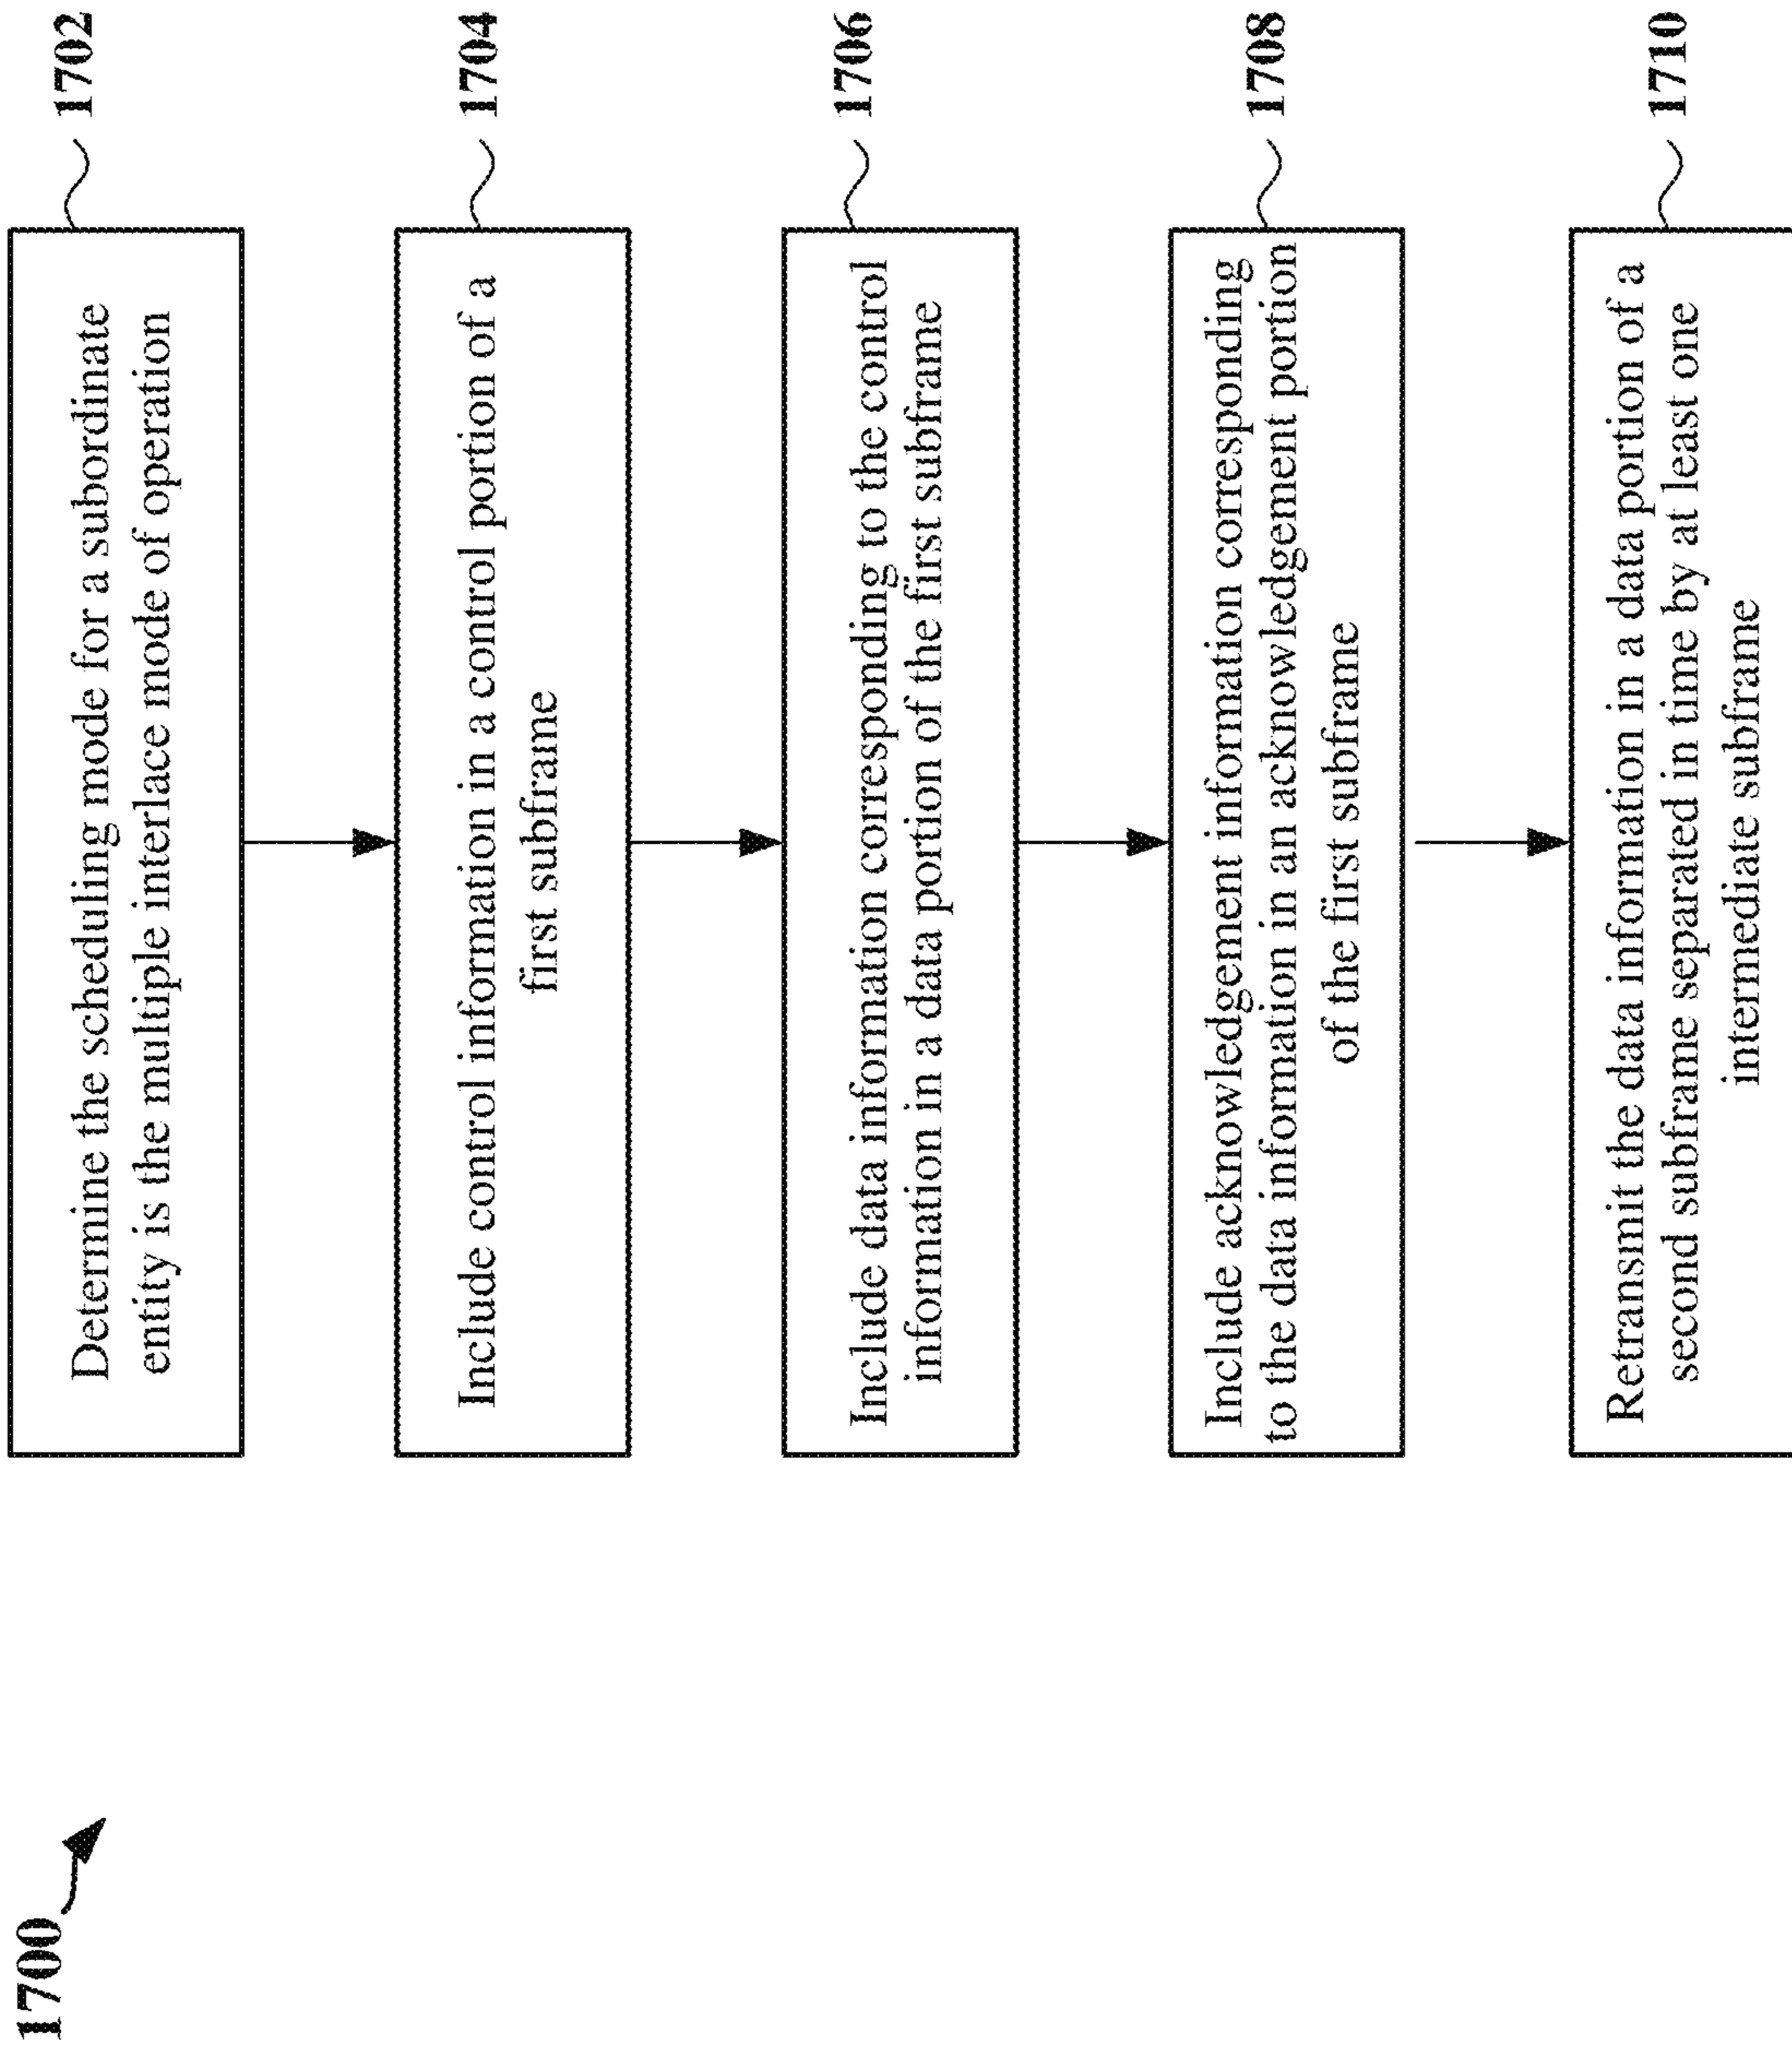 1700
Determine the scheduling mode for a subordinate
entity is the multiple interlace mode of operation
1702
Include control information in a control portion of a
first subframe
1704
Include data information corresponding to the control
information in a data portion of the first subframe
1706
Include acknowledgement information corresponding
to the data information in an acknowledgement portion
of the first subframe
1708
Retransmit the data information in a data portion of a
second subframe separated in time by at least one
intermediate subframe
1710